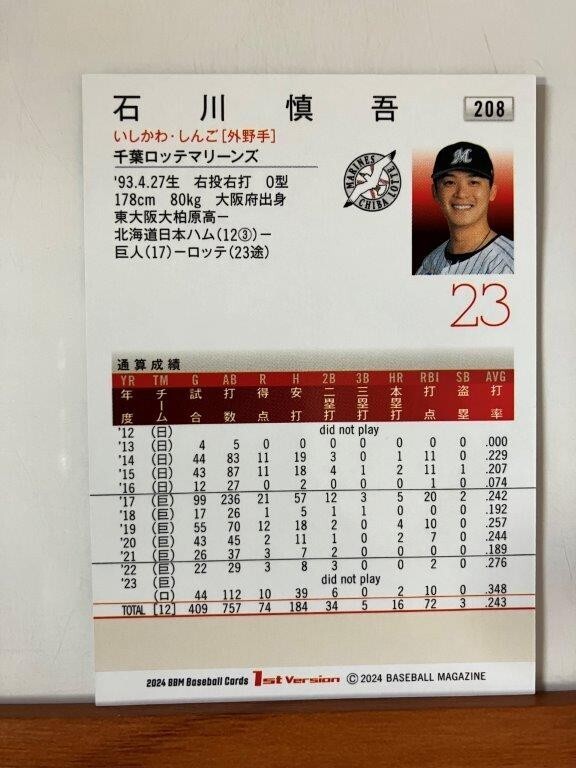 石川慎吾
208
いしかわ・しんご[外野手]
千葉ロッテマリーンズ
'93.4.27生 右投右打 O型
178cm 80kg 大阪府出身
東大阪大柏原高ー
北海道日本ハム(12③)ー
巨人(17)ーロッテ(23途)
MARINES
CHIBA LOTTE
M
23
通算成績
YR TM G AB R H 2B 3B HR RBI SB AVG
年度 チーム 試合 打数 得点 安打 二塁打 三塁打 本塁打 打点 盗塁 打率
'12 (日) did not play
'13 (日) 4 5 0 0 0 0 0 0 0 .000
'14 (日) 44 83 11 19 3 0 1 11 0 .229
'15 (日) 43 87 11 18 4 1 2 11 1 .207
'16 (日) 12 27 0 2 0 0 0 1 0 .074
'17 (巨) 99 236 21 57 12 3 5 20 2 .242
'18 (巨) 17 26 1 5 1 1 0 0 0 .192
'19 (巨) 55 70 12 18 2 0 4 10 0 .257
'20 (巨) 43 45 2 11 1 0 2 7 0 .244
'21 (巨) 26 37 3 7 2 0 0 0 0 .189
'22 (巨) 22 29 3 8 3 0 0 2 0 .276
'23 (巨) did not play
(ロ) 44 112 10 39 6 0 2 10 0 .348
TOTAL [12] 409 757 74 184 34 5 16 72 3 .243
2024 BBM Baseball Cards 1st Version © 2024 BASEBALL MAGAZINE